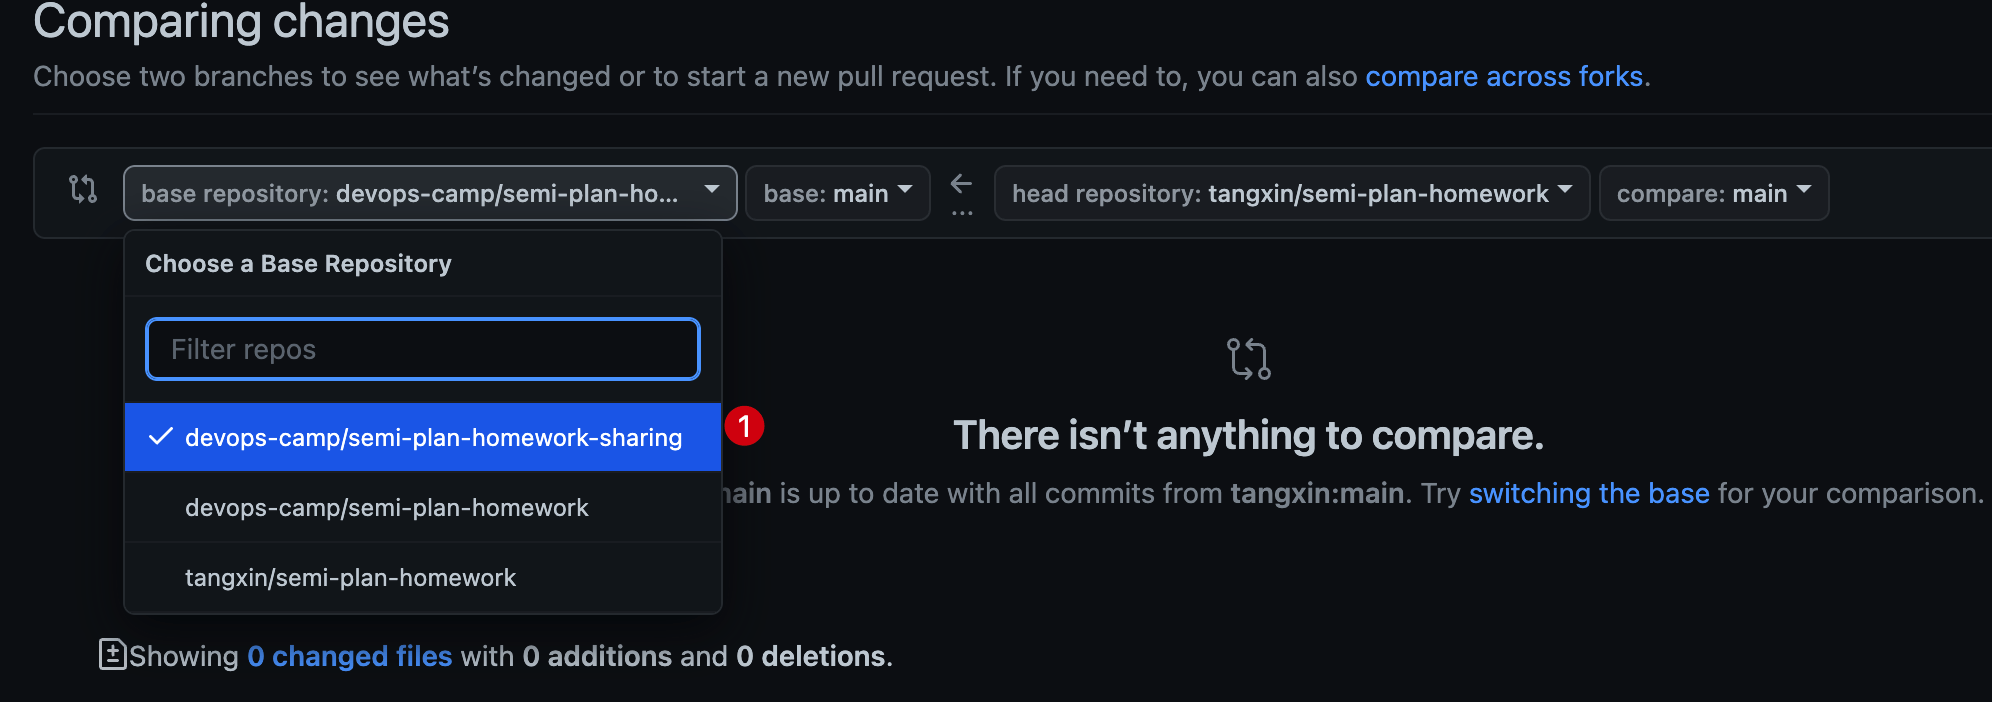 Comparing changes
Choose two branches to see what's changed or to start a new pull request. If you need to, you can also compare across forks.
base repository: devops-camp/semi-plan-ho... base: main head repository: tangxin/semi-plan-homework compare: main
Choose a Base Repository
Filter repos
devops-camp/semi-plan-homework-sharing 1
There isn't anything to compare.
devops-camp/semi-plan-homework
is up to date with all commits from tangxin:main. Try switching the base for your comparison.
tangxin/semi-plan-homework
Showing 0 changed files with 0 additions and 0 deletions.